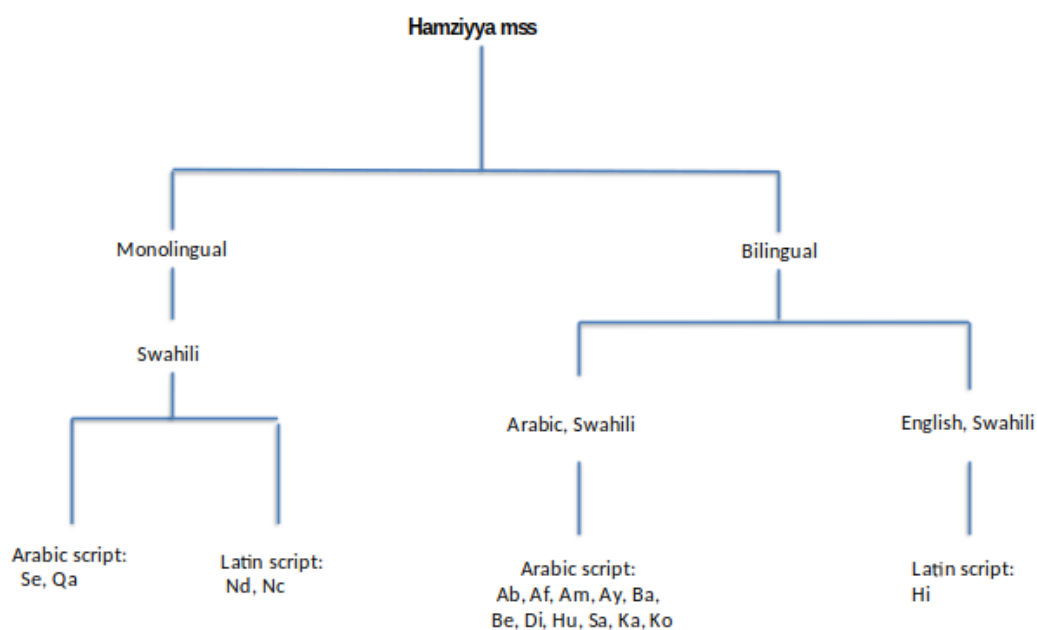 Hamziyya mss
Monolingual
Bilingual
Swahili
Arabic, Swahili
English, Swahili
Arabic script:
Se, Qa
Latin script:
Nd, Nc
Arabic script:
Ab, Af, Am, Ay, Ba,
Be, Di, Hu, Sa, Ka, Ko
Latin script:
Hi